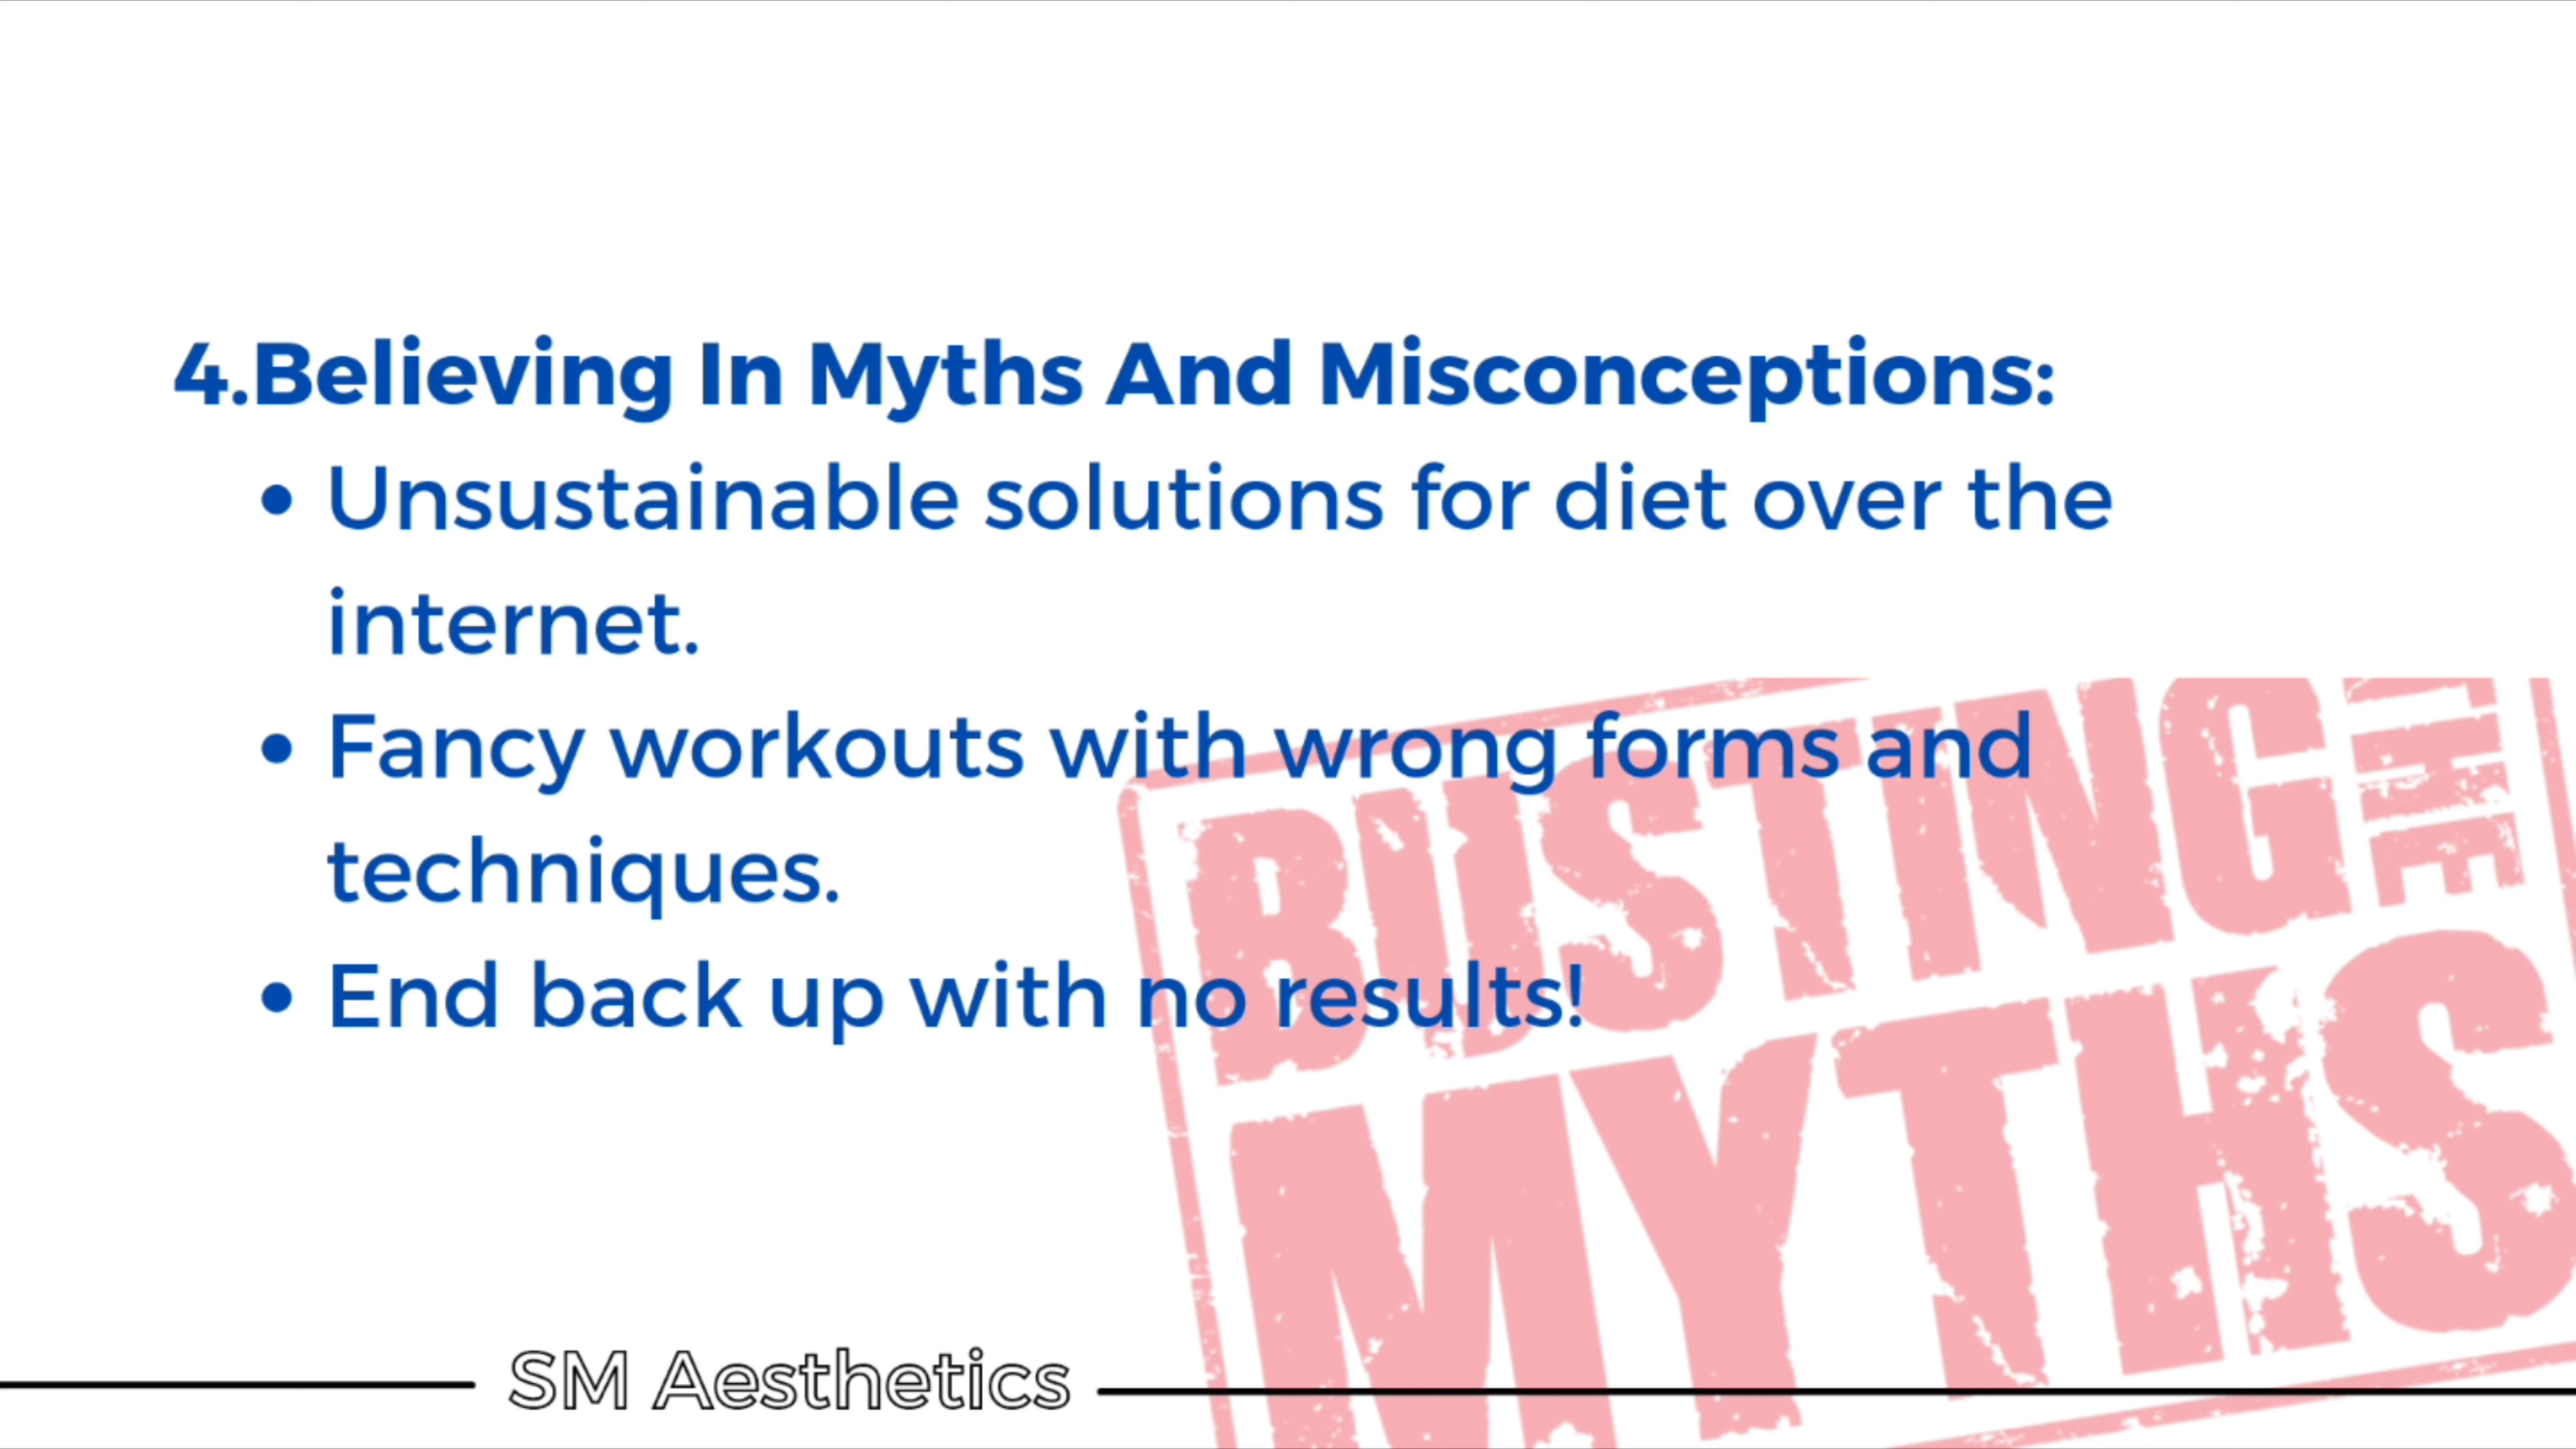 4.Believing In Myths And Misconceptions:
• Unsustainable solutions for diet over the
internet.
• Fancy workouts with wrong forms and
techniques.
• End back up with no results!
BUSTING THE
MYTHS
SM Aesthetics